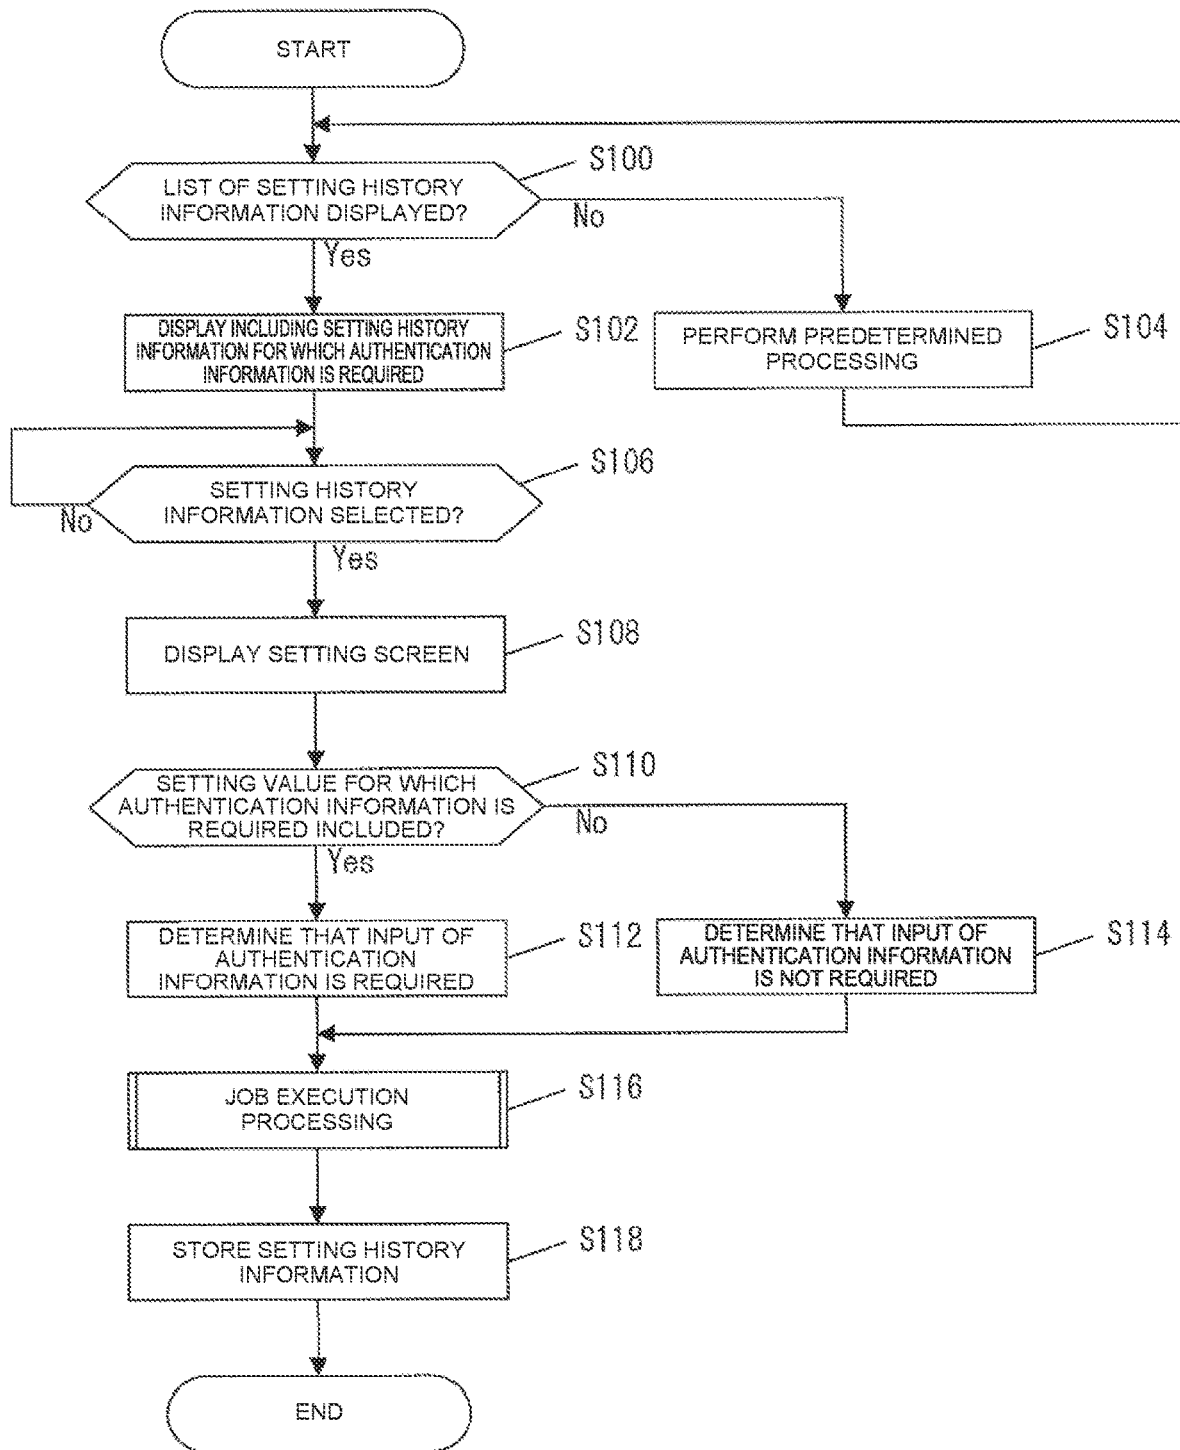 START
S100
LIST OF SETTING HISTORY
INFORMATION DISPLAYED?
No
Yes
DISPLAY INCLUDING SETTING HISTORY
INFORMATION FOR WHICH AUTHENTICATION
INFORMATION IS REQUIRED
S102
PERFORM PREDETERMINED
PROCESSING
S104
S106
SETTING HISTORY
INFORMATION SELECTED?
No
Yes
S108
DISPLAY SETTING SCREEN
S110
SETTING VALUE FOR WHICH
AUTHENTICATION INFORMATION IS
REQUIRED INCLUDED?
No
Yes
DETERMINE THAT INPUT OF
AUTHENTICATION
INFORMATION IS REQUIRED
S112
DETERMINE THAT INPUT OF
AUTHENTICATION INFORMATION
IS NOT REQUIRED
S114
JOB EXECUTION
PROCESSING
S116
STORE SETTING HISTORY
INFORMATION
S118
END